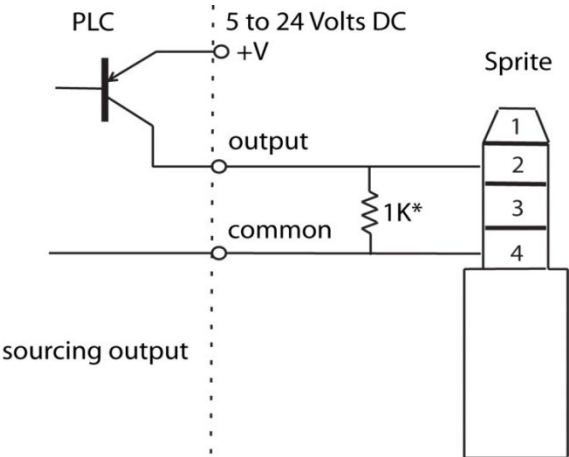 PLC
5 to 24 Volts DC
+V
Sprite
1
output
2
1K*
3
common
4
sourcing output